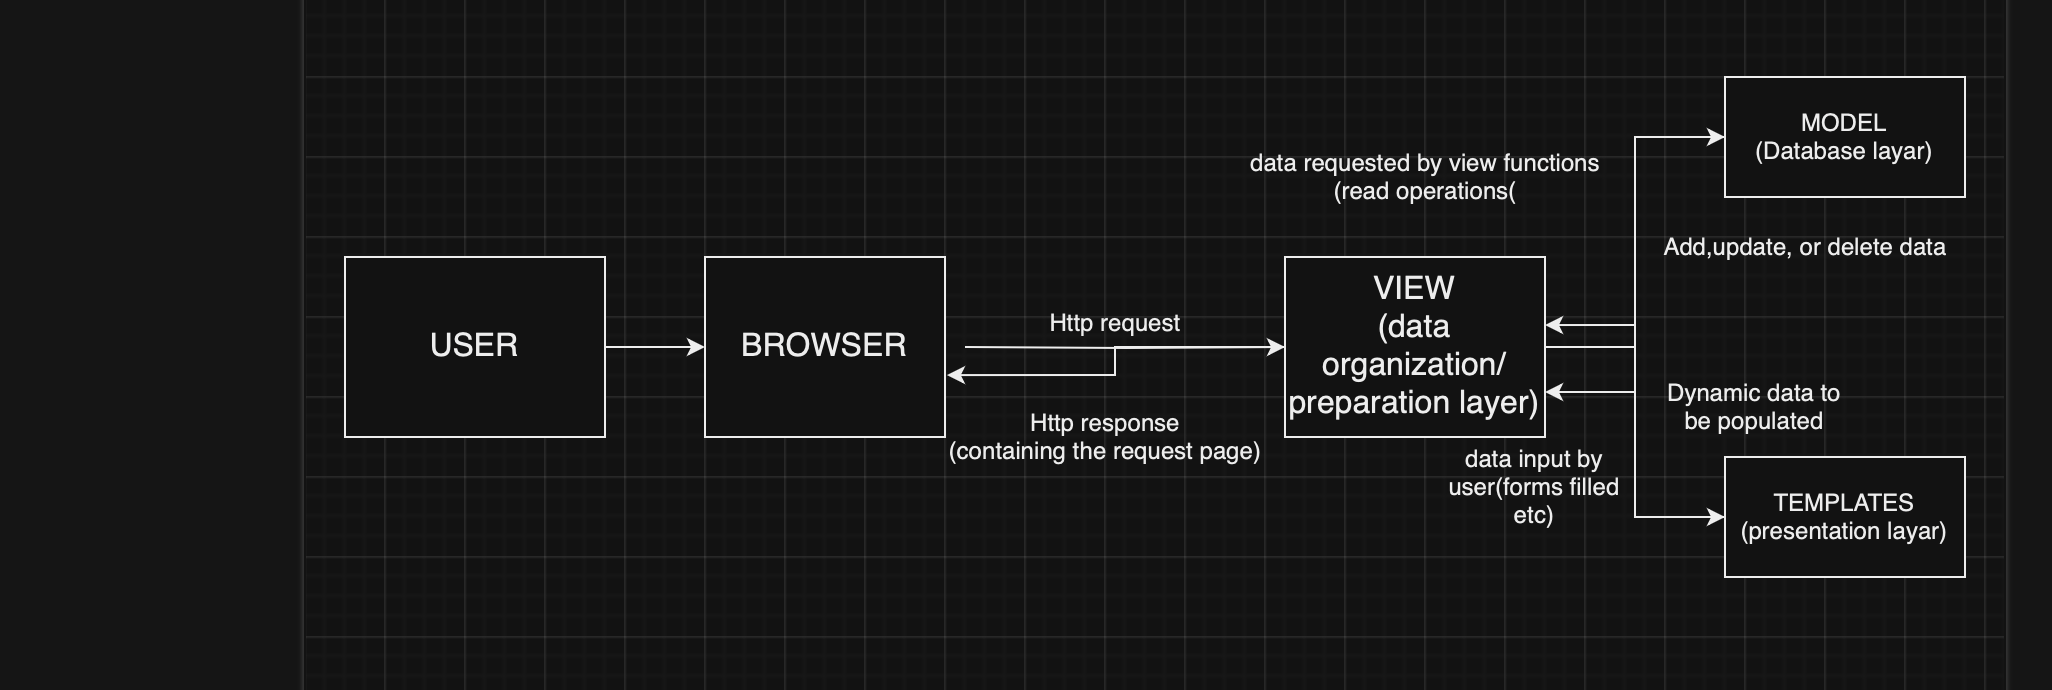 MODEL
(Database layar)
data requested by view functions
(read operations(
Add,update, or delete data
USER
BROWSER
Http request
Http response
(containing the request page)
VIEW
(data
organization/
preparation layer)
Dynamic data to
be populated
data input by
user(forms filled
etc)
TEMPLATES
(presentation layar)